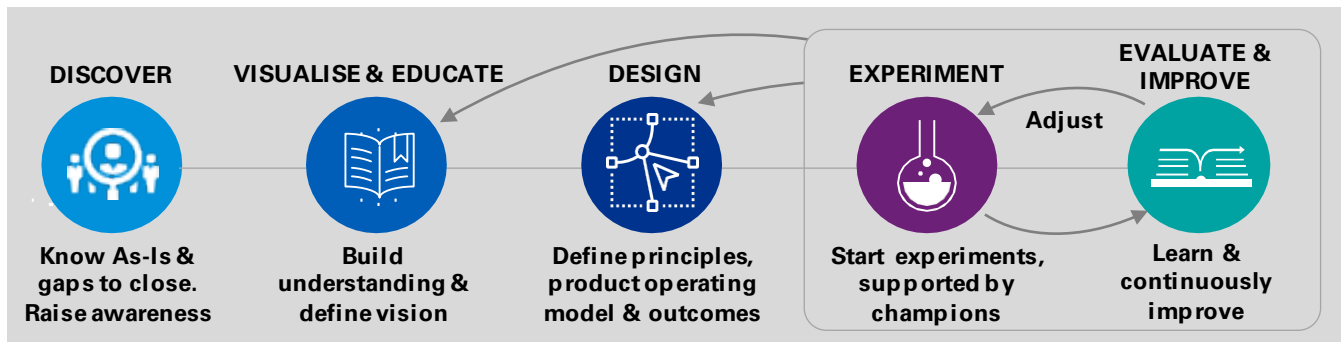 DISCOVER
Know As-Is &
gaps to close.
Raise awareness
VISUALISE & EDUCATE
Build
understanding &
define vision
DESIGN
Define principles,
product operating
model & outcomes
EXPERIMENT
Start experiments,
supported by
champions
Adjust
EVALUATE &
IMPROVE
Learn &
continuously
improve